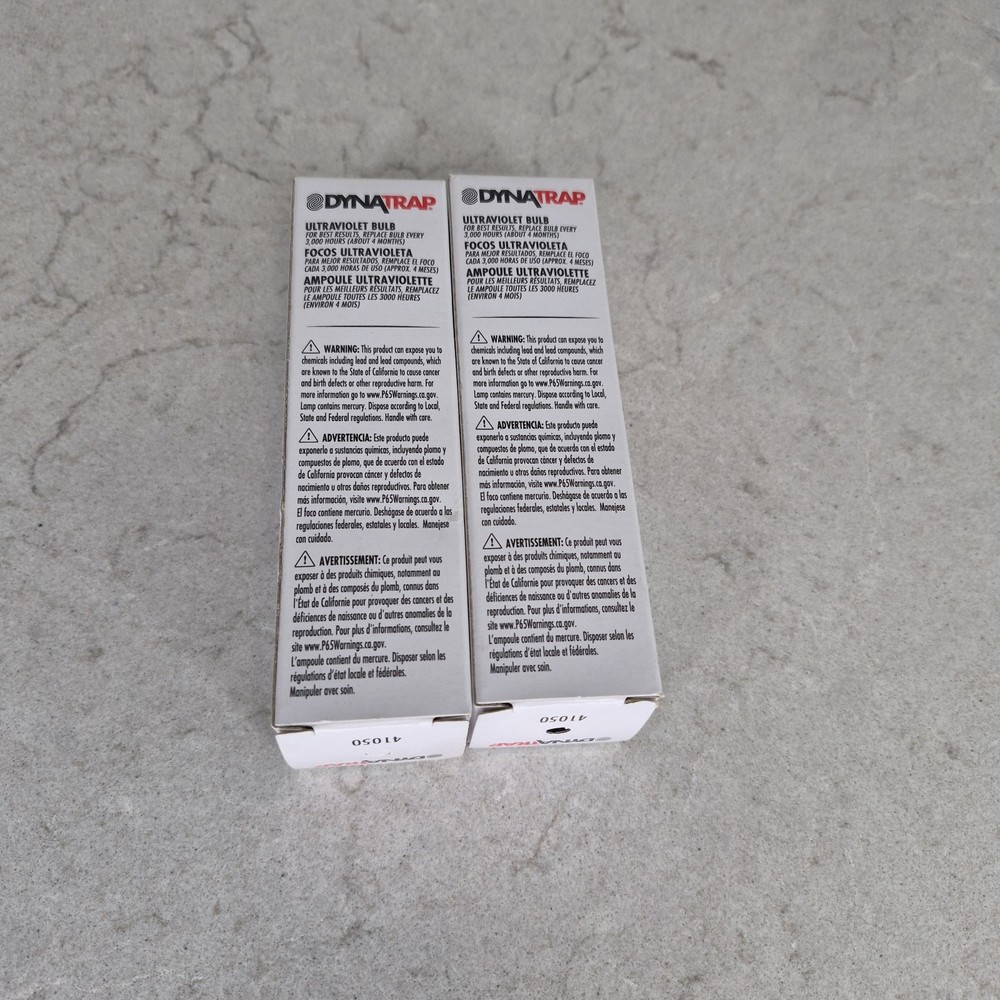 DYNATRAP
ULTRAVIOLET BULB
FOR BEST RESULTS, REPLACE BULB EVERY
3,000 HOURS (ABOUT 4 MONTHS)
FOCOS ULTRAVIOLETA
PARA MEJOR RESULTADOS, REMPLACE EL FOCO
CADA 3,000 HORAS DE USO (APPROX. 4 MESES)
AMPOULE ULTRAVIOLETTE
POUR LES MEILLEURS RÉSULTATS, REMPLACEZ
LE AMPOULE TOUTES LES 3000 HEURES
(ENVIRON 4 MOIS)
WARNING: This product can expose you to
chemicals including lead and lead compounds, which
are known to the State of California to cause cancer
and birth defects or other reproductive harm. For
more information go to www.P65Warnings.ca.gov.
Lamp contains mercury. Dispose according to Local,
State and Federal regulations. Handle with care.
ADVERTENCIA: Este producto puede
exponerlo a sustancias químicas, incluyendo plomo y
compuestos de plomo, que de acuerdo con el estado
de California provocan cáncer y defectos de
nacimiento u otros daños reproductivos. Para obtener
más información, visite www.P65Warnings.ca.gov.
El foco contiene mercurio. Deshágase de acuerdo a las
regulaciones federales, estatales y locales. Manejese
con cuidado.
AVERTISSEMENT: Ce produit peut vous
exposer à des produits chimiques, notamment au
plomb et à des composés du plomb, connus dans
l'État de Californie pour provoquer des cancers et des
déficiences de naissance ou d'autres anomalies de la
reproduction. Pour plus d'informations, consultez le
site www.P65Warnings.ca.gov.
L'ampoule contient du mercure. Disposer selon les
régulations d'état locale et fédérales.
Manipuler avec soin.
41050
DYNATRAP
DYNATRAP
ULTRAVIOLET BULB
FOR BEST RESULTS, REPLACE BULB EVERY
3,000 HOURS (ABOUT 4 MONTHS)
FOCOS ULTRAVIOLETA
PARA MEJOR RESULTADOS, REMPLACE EL FOCO
CADA 3,000 HORAS DE USO (APPROX. 4 MESES)
AMPOULE ULTRAVIOLETTE
POUR LES MEILLEURS RÉSULTATS, REMPLACEZ
LE AMPOULE TOUTES LES 3000 HEURES
(ENVIRON 4 MOIS)
WARNING: This product can expose you to
chemicals including lead and lead compounds, which
are known to the State of California to cause cancer
and birth defects or other reproductive harm. For
more information go to www.P65Warnings.ca.gov.
Lamp contains mercury. Dispose according to Local,
State and Federal regulations. Handle with care.
ADVERTENCIA: Este producto puede
exponerlo a sustancias químicas, incluyendo plomo y
compuestos de plomo, que de acuerdo con el estado
de California provocan cáncer y defectos de
nacimiento u otros daños reproductivos. Para obtener
más información, visite www.P65Warnings.ca.gov.
El foco contiene mercurio. Deshágase de acuerdo a las
regulaciones federales, estatales y locales. Manejese
con cuidado.
AVERTISSEMENT: Ce produit peut vous
exposer à des produits chimiques, notamment au
plomb et à des composés du plomb, connus dans
l'État de Californie pour provoquer des cancers et des
déficiences de naissance ou d'autres anomalies de la
reproduction. Pour plus d'informations, consultez le
site www.P65Warnings.ca.gov.
L'ampoule contient du mercure. Disposer selon les
régulations d'état locale et fédérales.
Manipuler avec soin.
41050
DYNATRAP